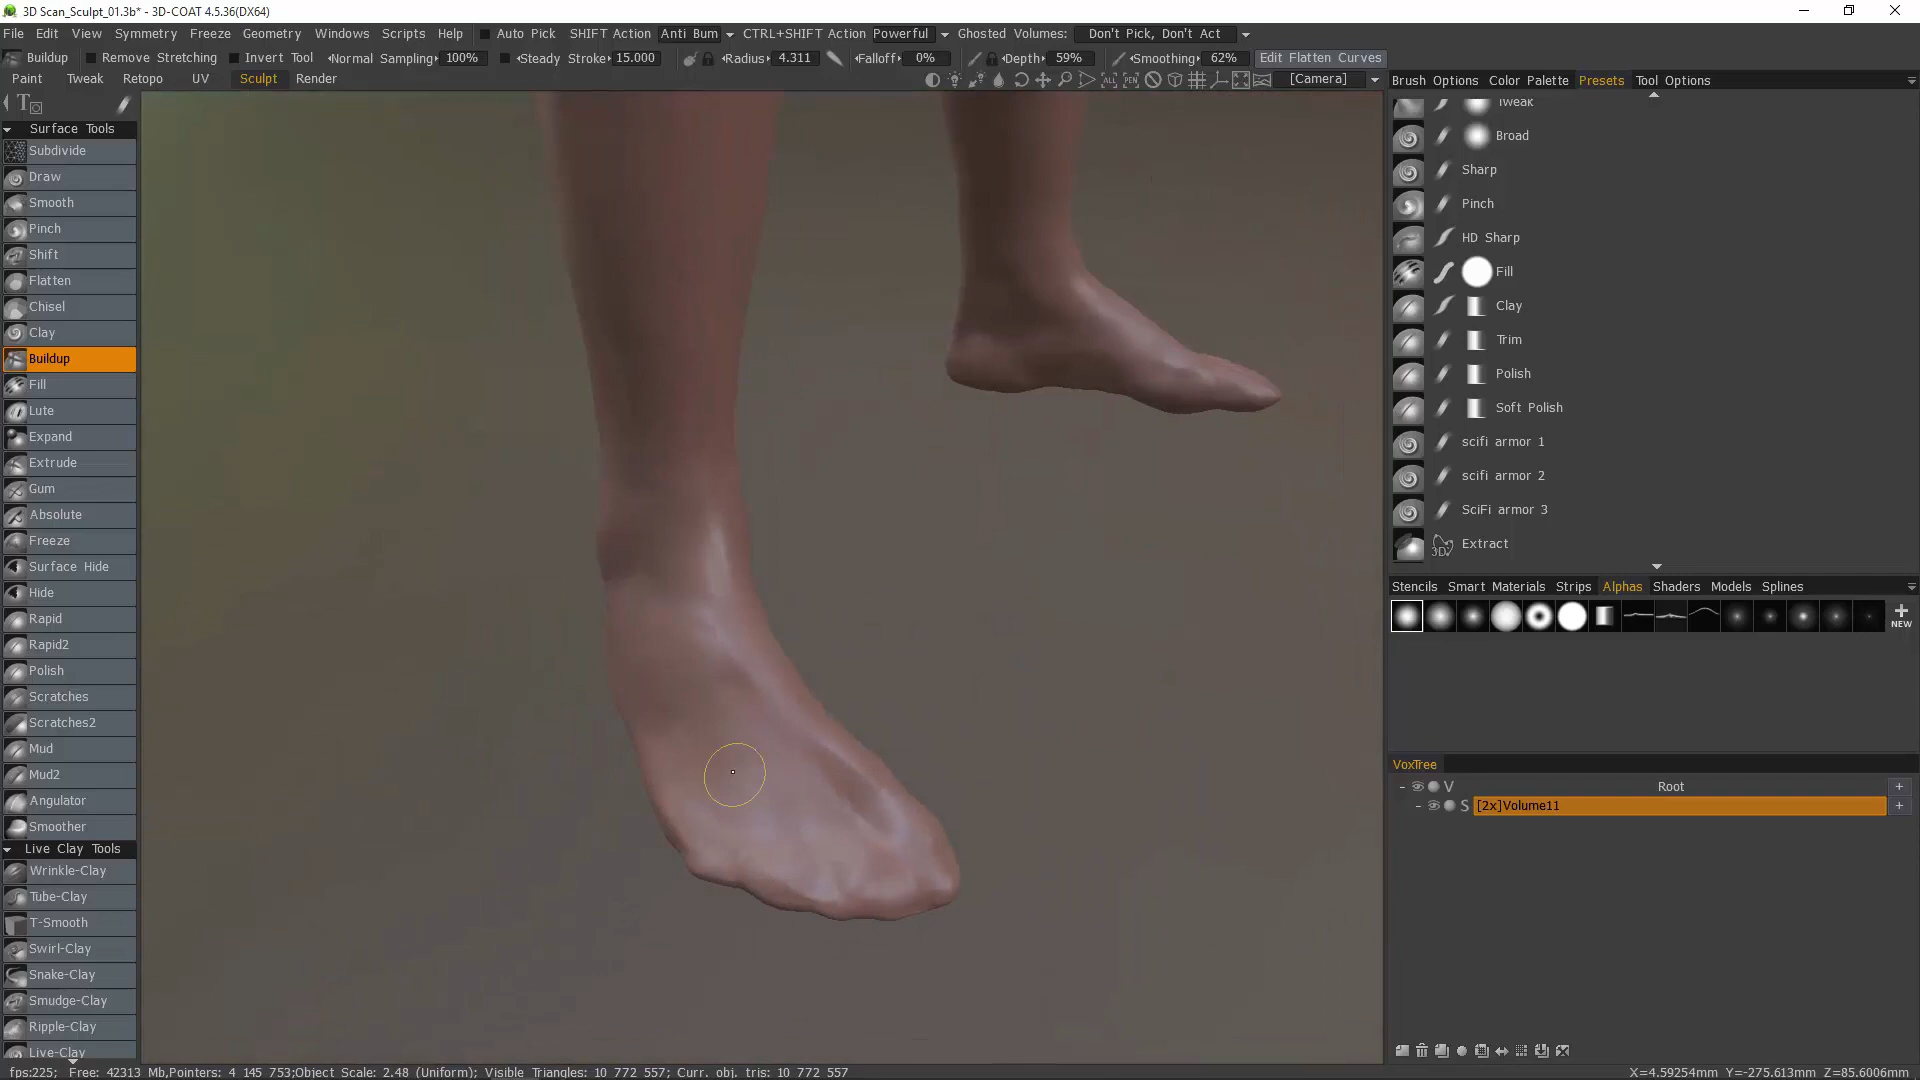 3D Scan_Sculpt_01.3b* - 3D-COAT 4.5.36(DX64)
File Edit View Symmetry Freeze Geometry Windows Scripts Help Auto Pick SHIFT Action Anti Bum CTRL+SHIFT Action Powerful Ghosted Volumes: Don't Pick, Don't Act
Buildup Remove Stretching Invert Tool Normal Sampling 100% Steady Stroke 15.000 Radius 4.311 Falloff 0% Depth 59% Smoothing 62% Edit Flatten Curves
Paint Tweak Retopo UV Sculpt Render [Camera]
Brush Options Color Palette Presets Tool Options
Surface Tools
Subdivide
Draw
Smooth
Pinch
Shift
Flatten
Chisel
Clay
Buildup
Fill
Lute
Expand
Extrude
Gum
Absolute
Freeze
Surface Hide
Hide
Rapid
Rapid2
Polish
Scratches
Scratches2
Mud
Mud2
Angulator
Smoother
Live Clay Tools
Wrinkle-Clay
Tube-Clay
T-Smooth
Swirl-Clay
Snake-Clay
Smudge-Clay
Ripple-Clay
Live-Clay
Tweak
Broad
Sharp
Pinch
HD Sharp
Fill
Clay
Trim
Polish
Soft Polish
scifi armor 1
scifi armor 2
SciFi armor 3
3D Extract
Stencils Smart Materials Strips Alphas Shaders Models Splines
ALL PEN
NEW
VoxTree
V Root +
S [2x]Volume11 +
fps:225; Free: 42313 Mb,Pointers: 4 145 753;Object Scale: 2.48 (Uniform); Visible Triangles: 10 772 557; Curr. obj. tris: 10 772 557
X=4.59254mm Y=-275.613mm Z=85.6006mm